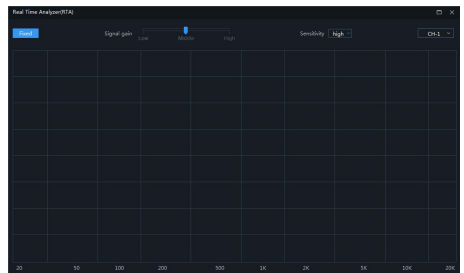 Real Time Analyzer(RTA)
Fixed Signal gain Low Middle High Sensitivity high CH-1
20 50 100 200 500 1K 2K 5K 10K 20K